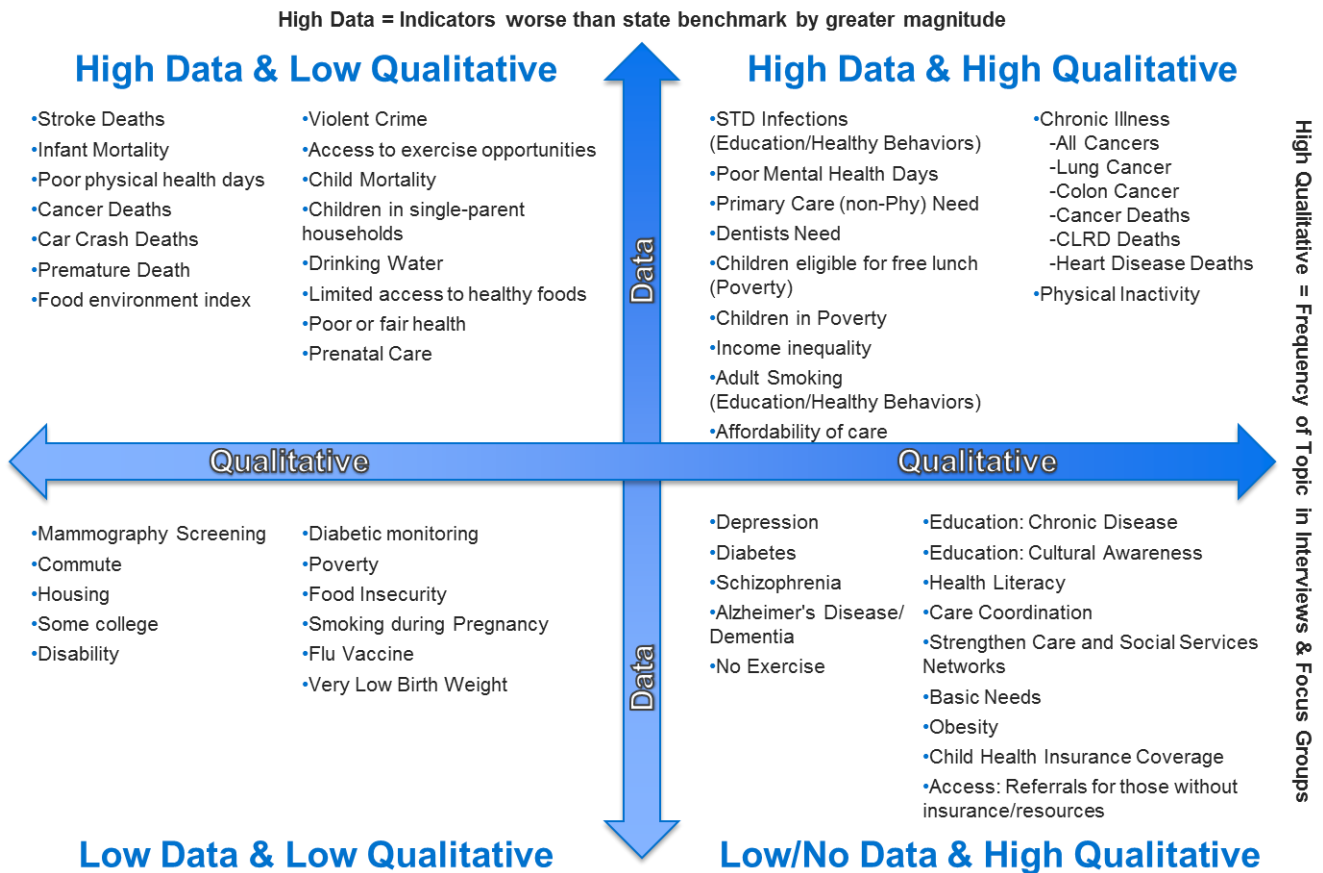 High Data = Indicators worse than state benchmark by greater magnitude
High Data & Low Qualitative
•Stroke Deaths
•Infant Mortality
•Poor physical health days
•Cancer Deaths
•Car Crash Deaths
•Premature Death
•Food environment index
•Violent Crime
•Access to exercise opportunities
•Child Mortality
•Children in single-parent
households
•Drinking Water
•Limited access to healthy foods
•Poor or fair health
•Prenatal Care
Data
High Data & High Qualitative
•STD Infections
(Education/Healthy Behaviors)
•Poor Mental Health Days
•Primary Care (non-Phy) Need
•Dentists Need
•Children eligible for free lunch
(Poverty)
•Children in Poverty
•Income inequality
•Adult Smoking
(Education/Healthy Behaviors)
•Affordability of care
•Chronic Illness
-All Cancers
-Lung Cancer
-Colon Cancer
-Cancer Deaths
-CLRD Deaths
-Heart Disease Deaths
•Physical Inactivity
High Qualitative = Frequency of Topic in Interviews & Focus Groups
Qualitative
Qualitative
•Mammography Screening
•Commute
•Housing
•Some college
•Disability
•Diabetic monitoring
•Poverty
•Food Insecurity
•Smoking during Pregnancy
•Flu Vaccine
•Very Low Birth Weight
Data
•Depression
•Diabetes
•Schizophrenia
•Alzheimer's Disease/
Dementia
•No Exercise
•Education: Chronic Disease
•Education: Cultural Awareness
•Health Literacy
•Care Coordination
•Strengthen Care and Social Services
Networks
•Basic Needs
•Obesity
•Child Health Insurance Coverage
•Access: Referrals for those without
insurance/resources
Low Data & Low Qualitative
Low/No Data & High Qualitative